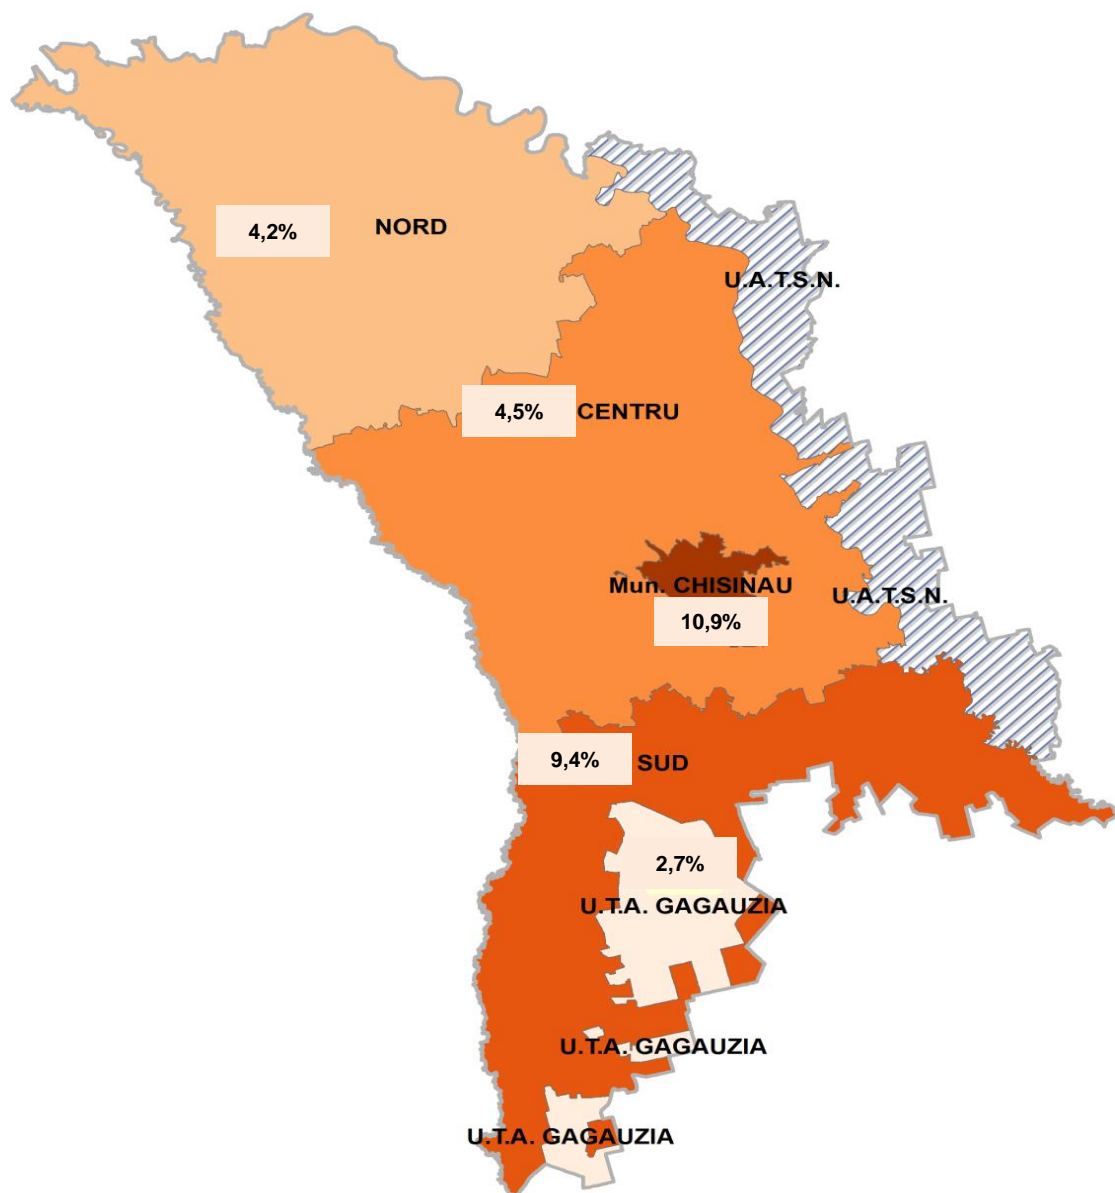 4,2%
NORD
U.A.T.S.N.
4,5%
CENTRU
Mun. CHISINAU
U.A.T.S.N.
10,9%
9,4%
SUD
2,7%
U.T.A. GAGAUZIA
U.T.A. GAGAUZIA
U.T.A. GAGAUZIA